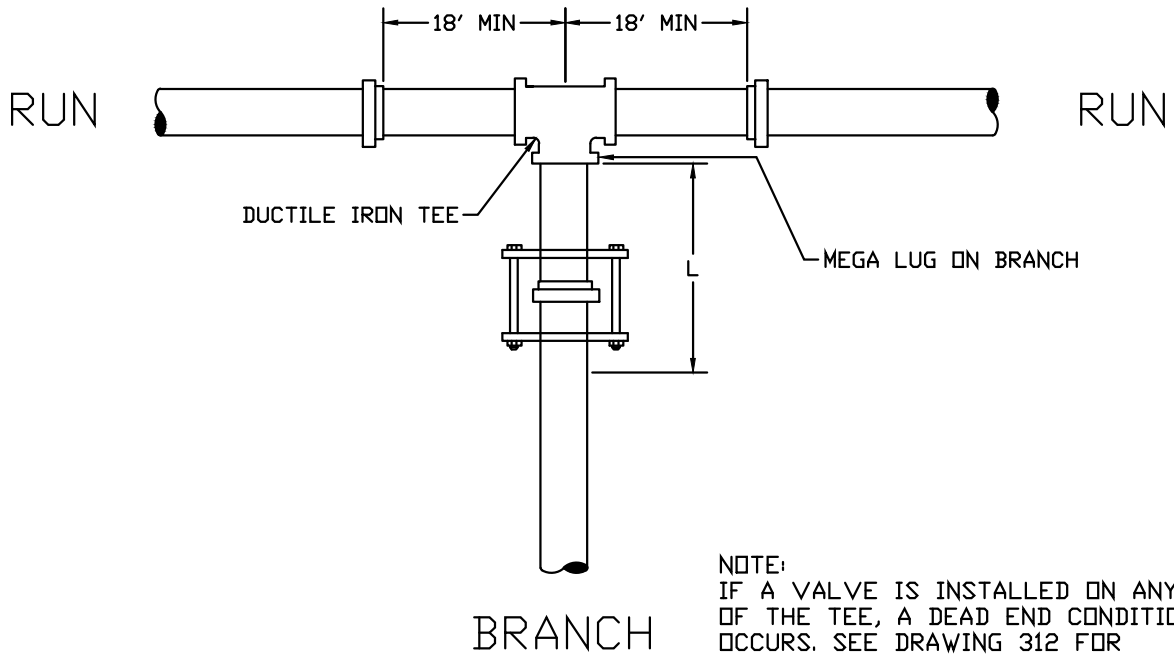 18' MIN 18' MIN
RUN RUN
DUCTILE IRON TEE
MEGA LUG ON BRANCH
L
NOTE:
IF A VALVE IS INSTALLED ON ANY
OF THE TEE, A DEAD END
OCCURS. SEE DRAWING 312 FOR
BRANCH